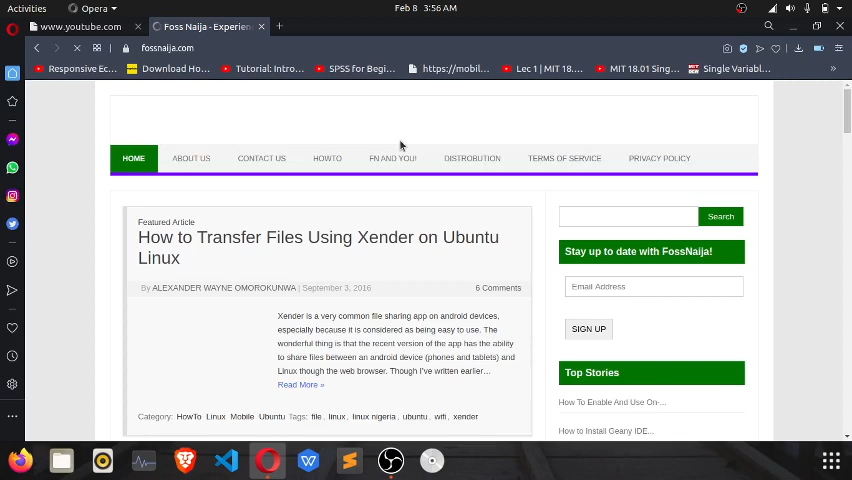 Activities Opera Feb 8 3:56 AM
www.youtube.com Foss Naija - Experien
fossnaija.com
Responsive Ec... Download Ho... Tutorial: Intro... SPSS for Begi... https://mobil... Lec 1 | MIT 18.... MIT 18.01 Sing... Single Variabl... »
HOME ABOUT US CONTACT US HOWTO FN AND YOU! DISTROBUTION TERMS OF SERVICE PRIVACY POLICY
Featured Article
How to Transfer Files Using Xender on Ubuntu
Linux
By ALEXANDER WAYNE OMOROKUNWA | September 3, 2016 6 Comments
Xender is a very common file sharing app on android devices,
especially because it is considered as being easy to use. The
wonderful thing is that the recent version of the app has the ability
to share files between an android device (phones and tablets) and
Linux though the web browser. Though I've written earlier…
Read More »
Category: HowTo Linux Mobile Ubuntu Tags: file, linux, linux nigeria, ubuntu, wifi, xender
Search
Stay up to date with FossNaija!
Email Address
SIGN UP
Top Stories
How To Enable And Use On-...
How to Install Geany IDE...